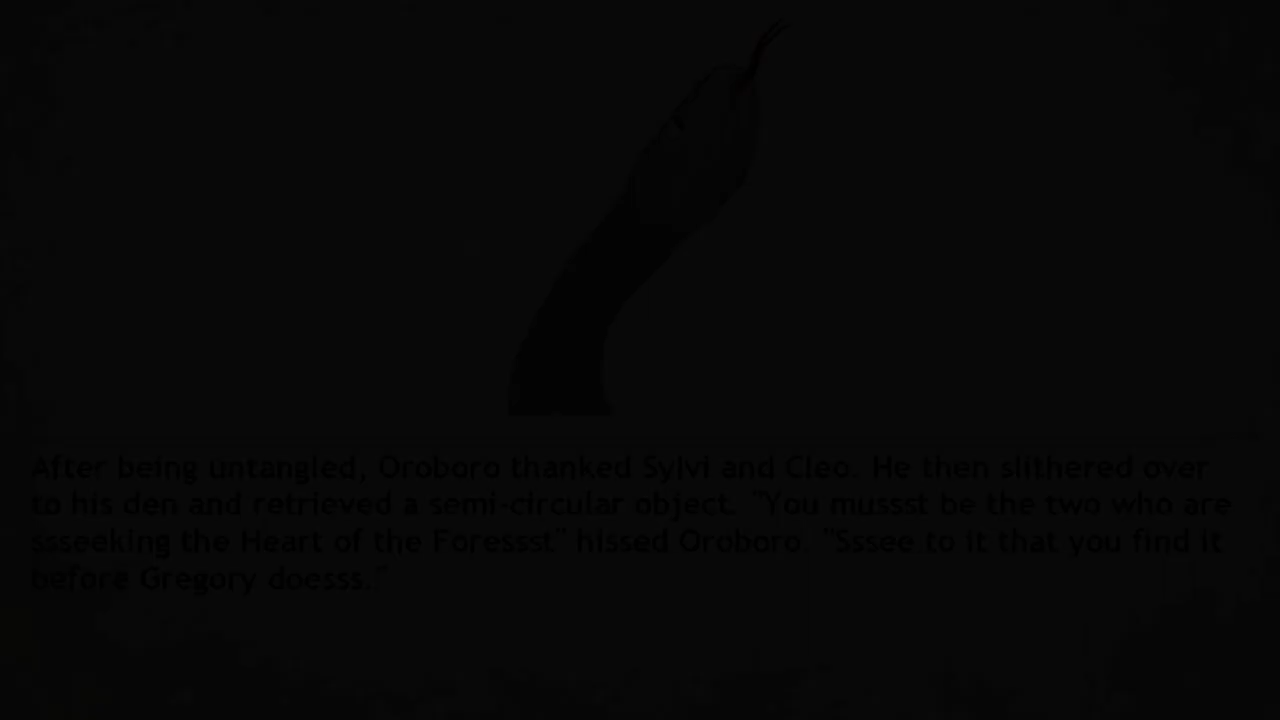 After being untangled, Oroboro thanked Sylvi and Cleo. He then slithered over
to his den and retrieved a semi-circular object. "You mussst be the two who are
ssseeking the Heart of the Foressst" hissed Oroboro. "Sssee to it that you find it
before Gregory doesss."